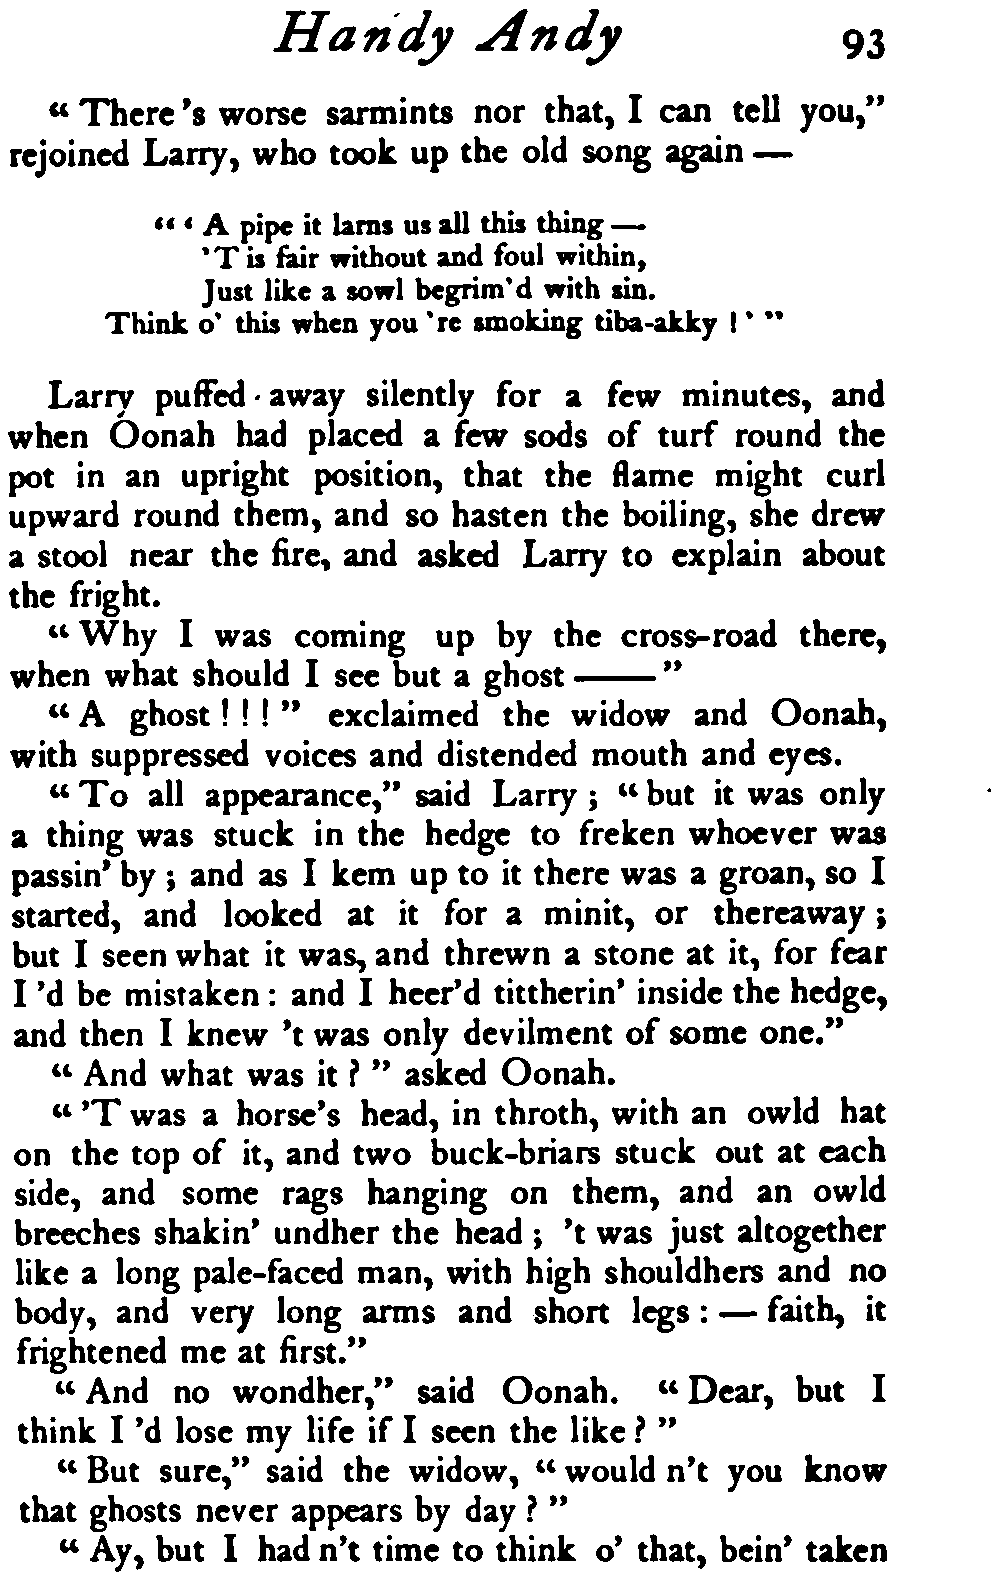 Handy Andy 93
“ There 's worse sarmints nor that, I can tell you,”
rejoined Larry, who took up the old song again —
“ ‘ A pipe it larns us all this thing —
'T is fair without and foul within,
Just like a sowl begrim'd with sin.
Think o' this when you 're smoking tiba-akky ! ’ ”
Larry puffed away silently for a few minutes, and
when Oonah had placed a few sods of turf round the
pot in an upright position, that the flame might curl
upward round them, and so hasten the boiling, she drew
a stool near the fire, and asked Larry to explain about
the fright.
“ Why I was coming up by the cross-road there,
when what should I see but a ghost ——— ”
“ A ghost ! ! ! ” exclaimed the widow and Oonah,
with suppressed voices and distended mouth and eyes.
“ To all appearance,” said Larry ; “ but it was only
a thing was stuck in the hedge to freken whoever was
passin' by ; and as I kem up to it there was a groan, so I
started, and looked at it for a minit, or thereaway ;
but I seen what it was, and threwn a stone at it, for fear
I 'd be mistaken : and I heer'd tittherin' inside the hedge,
and then I knew 't was only devilment of some one.”
“ And what was it ? ” asked Oonah.
“ 'T was a horse's head, in throth, with an owld hat
on the top of it, and two buck-briars stuck out at each
side, and some rags hanging on them, and an owld
breeches shakin' undher the head ; 't was just altogether
like a long pale-faced man, with high shouldhers and no
body, and very long arms and short legs : — faith, it
frightened me at first.”
“ And no wondher,” said Oonah. “ Dear, but I
think I 'd lose my life if I seen the like ? ”
“ But sure,” said the widow, “ would n't you know
that ghosts never appears by day ? ”
“ Ay, but I had n't time to think o' that, bein' taken